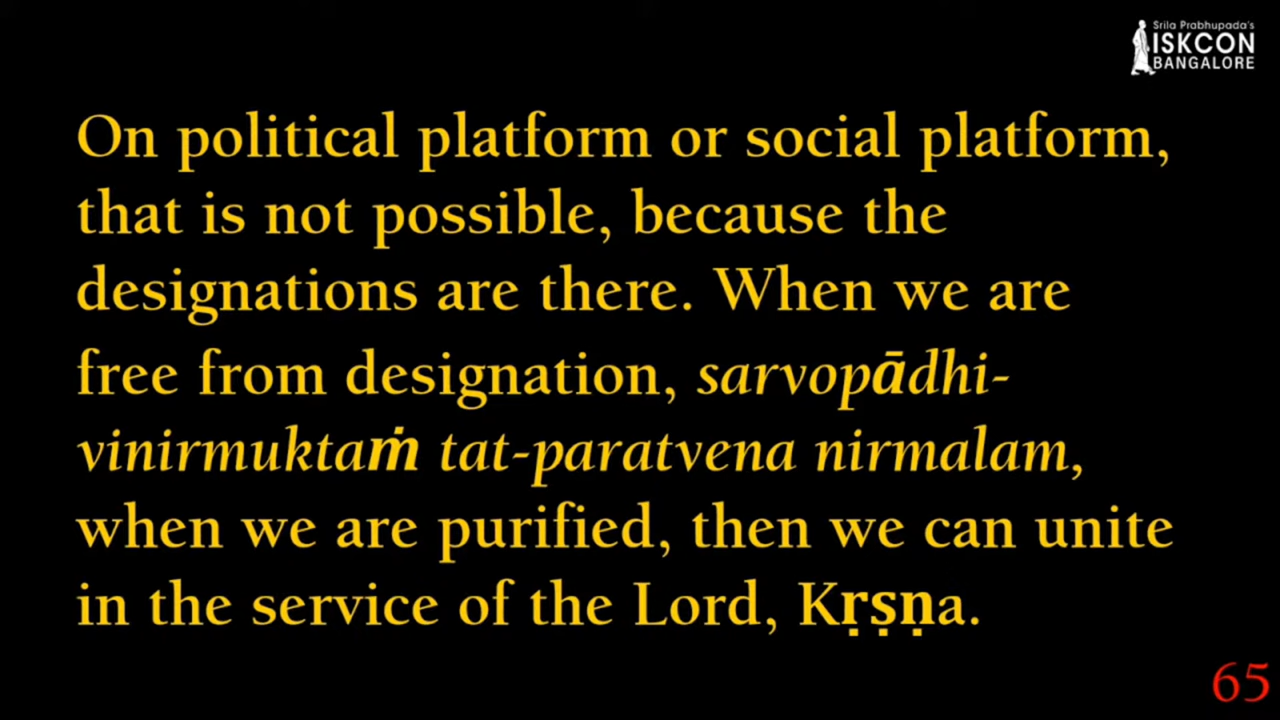 Srila Prabhupada's
ISKCON
BANGALORE
On political platform or social platform,
that is not possible, because the
designations are there. When we are
free from designation, sarvopādhi-
vinirmuktaṁ tat-paratvena nirmalam,
when we are purified, then we can unite
in the service of the Lord, Kṛṣṇa.
65